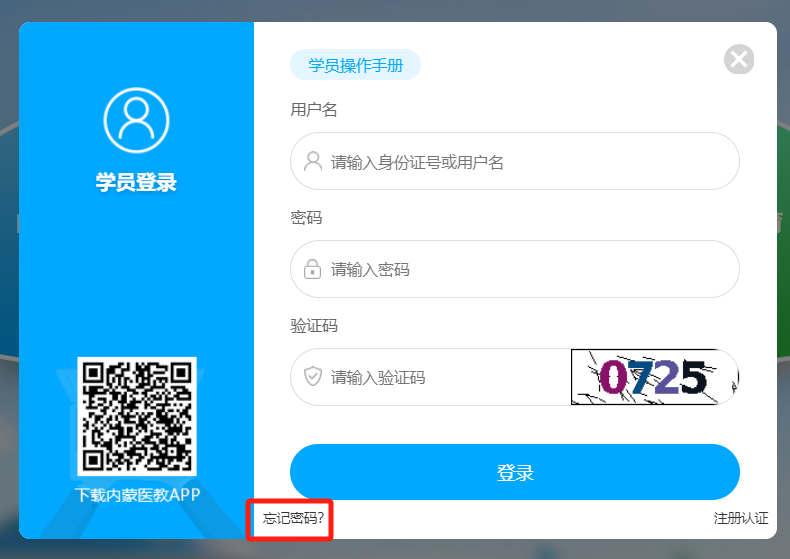 学员登录
下载内蒙医教APP
学员操作手册
用户名
请输入身份证号或用户名
密码
请输入密码
验证码
请输入验证码
0725
登录
忘记密码?
注册认证